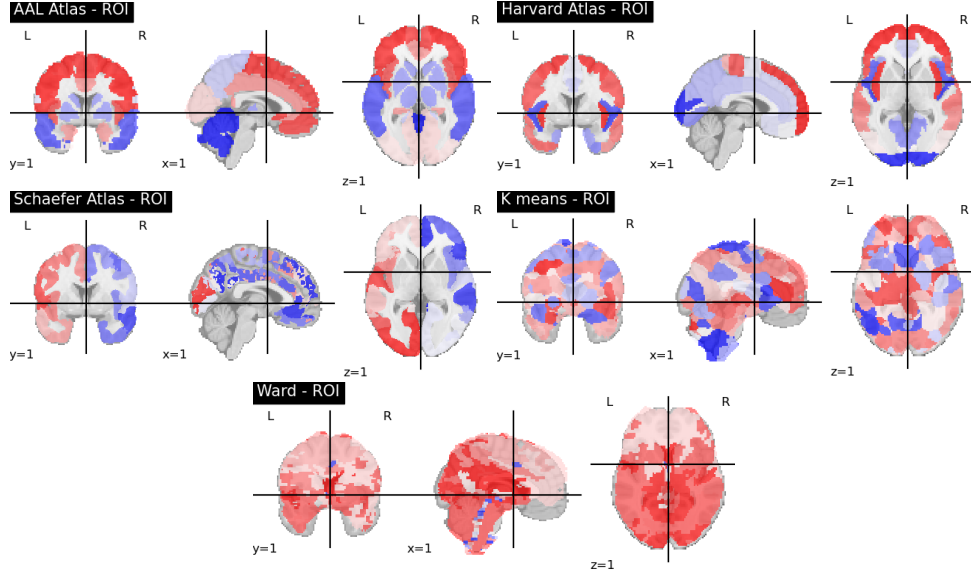 AAL Atlas - ROI
L
R
y=1
x=1
z=1
Harvard Atlas - ROI
L
R
y=1
x=1
z=1
Schaefer Atlas - ROI
L
R
y=1
x=1
z=1
K means - ROI
L
R
y=1
x=1
z=1
Ward - ROI
L
R
y=1
x=1
z=1